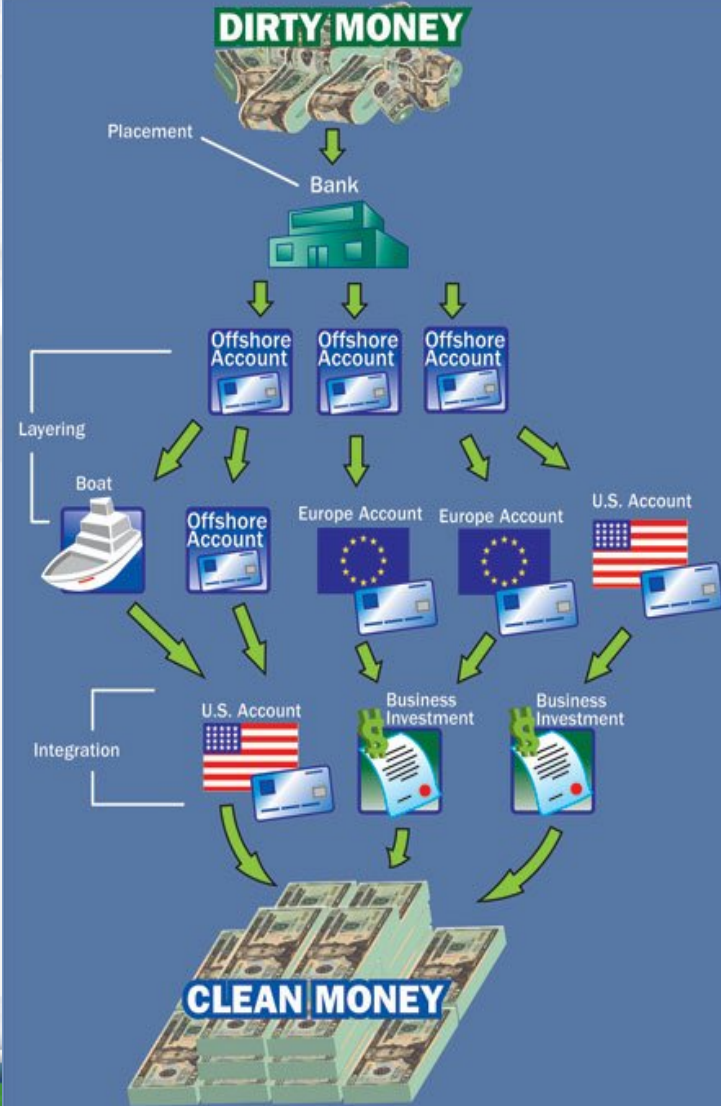 DIRTY MONEY
Placement
Bank
Offshore
Account
Offshore
Account
Offshore
Account
Layering
Boat
Offshore
Account
Europe Account
Europe Account
U.S. Account
Integration
U.S. Account
Business
Investment
Business
Investment
CLEAN MONEY